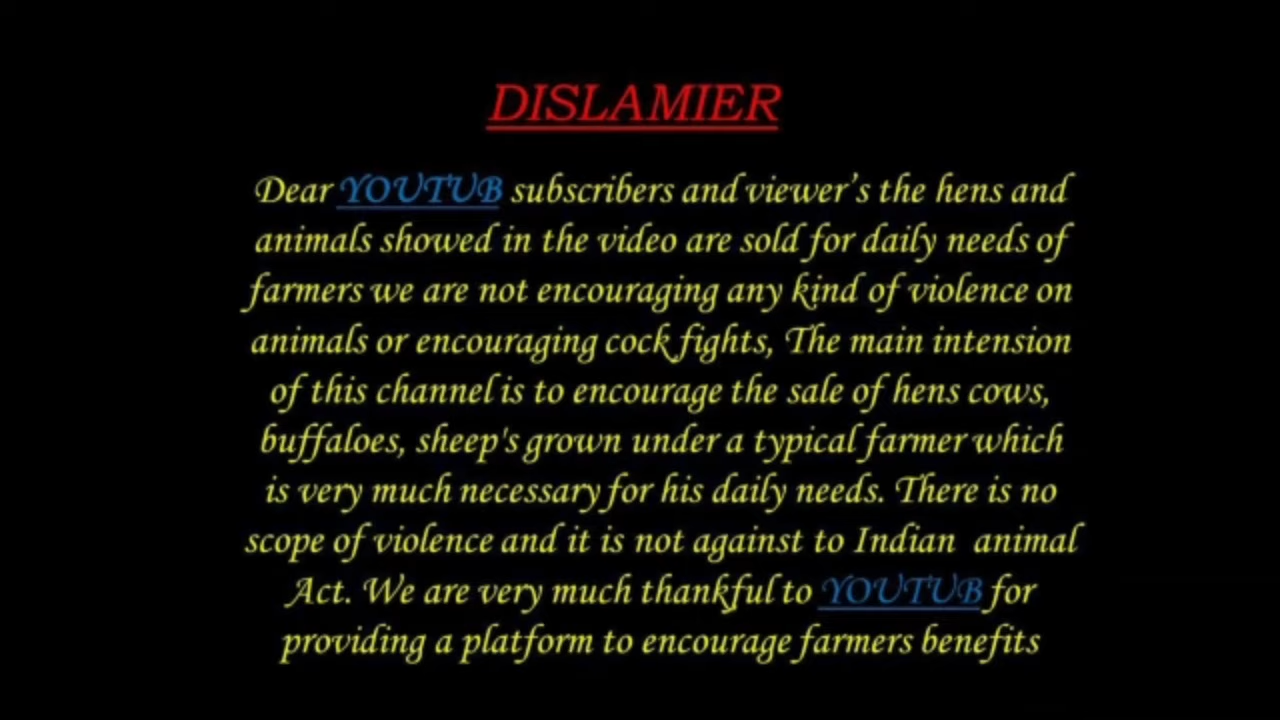 DISLAMIER
Dear YOUTUB subscribers and viewer's the hens and
animals showed in the video are sold for daily needs of
farmers we are not encouraging any kind of violence on
animals or encouraging cock fights, The main intension
of this channel is to encourage the sale of hens cows,
buffaloes, sheep's grown under a typical farmer which
is very much necessary for his daily needs. There is no
scope of violence and it is not against to Indian animal
Act. We are very much thankful to YOUTUB for
providing a platform to encourage farmers benefits